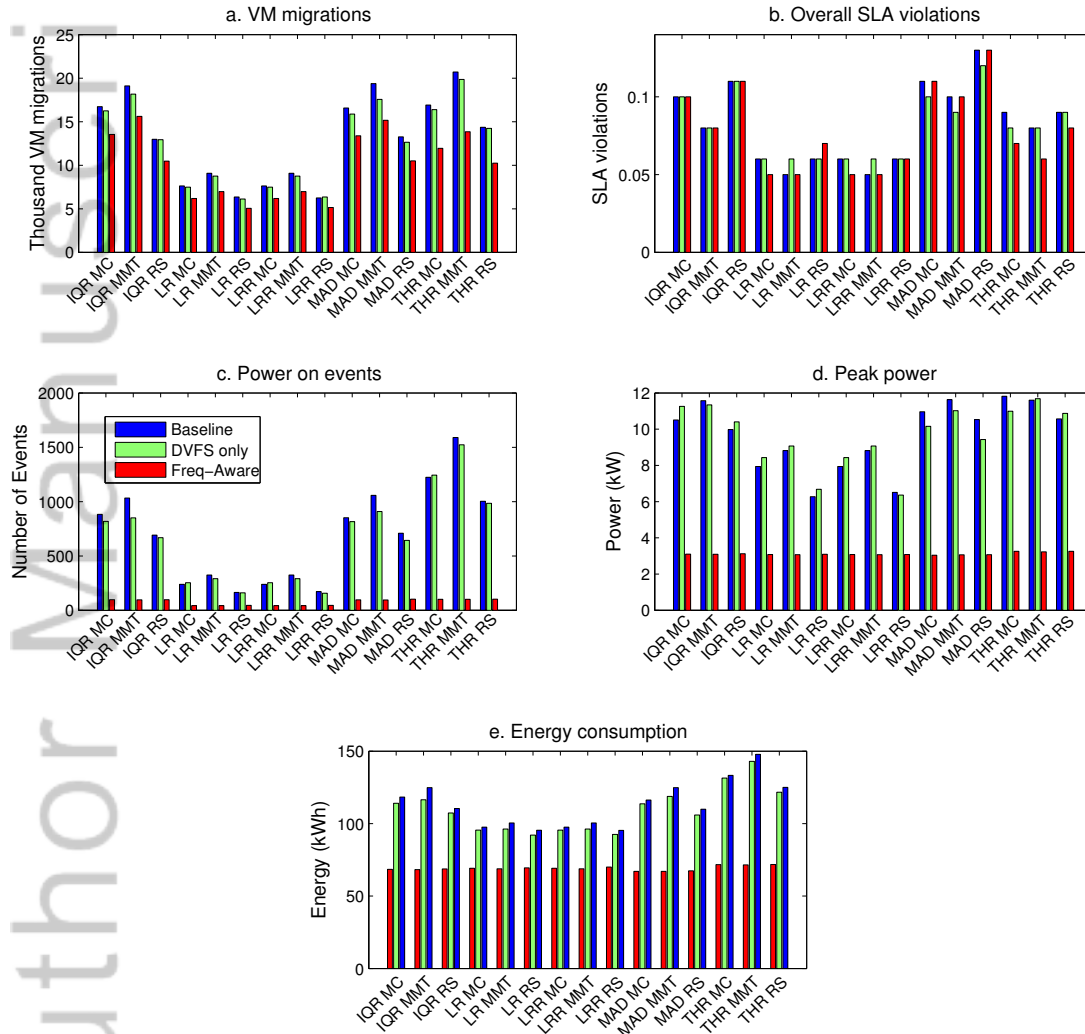 a. VM migrations
25
20
15
10
5
0
Thousand VM migrations
IQR MC
IQR MMT
IQR RS
LR MC
LR MMT
LR RS
LRR MC
LRR MMT
LRR RS
MAD MC
MAD MMT
MAD RS
THR MC
THR MMT
THR RS
b. Overall SLA violations
0.1
0.05
0
SLA violations
IQR MC
IQR MMT
IQR RS
LR MC
LR MMT
LR RS
LRR MC
LRR MMT
LRR RS
MAD MC
MAD MMT
MAD RS
THR MC
THR MMT
THR RS
c. Power on events
2000
1500
1000
500
0
Number of Events
Baseline
DVFS only
Freq-Aware
IQR MC
IQR MMT
IQR RS
LR MC
LR MMT
LR RS
LRR MC
LRR MMT
LRR RS
MAD MC
MAD MMT
MAD RS
THR MC
THR MMT
THR RS
d. Peak power
12
10
8
6
4
2
0
Power (kW)
IQR MC
IQR MMT
IQR RS
LR MC
LR MMT
LR RS
LRR MC
LRR MMT
LRR RS
MAD MC
MAD MMT
MAD RS
THR MC
THR MMT
THR RS
e. Energy consumption
150
100
50
0
Energy (kWh)
IQR MC
IQR MMT
IQR RS
LR MC
LR MMT
LR RS
LRR MC
LRR MMT
LRR RS
MAD MC
MAD MMT
MAD RS
THR MC
THR MMT
THR RS
uthor Manuscri